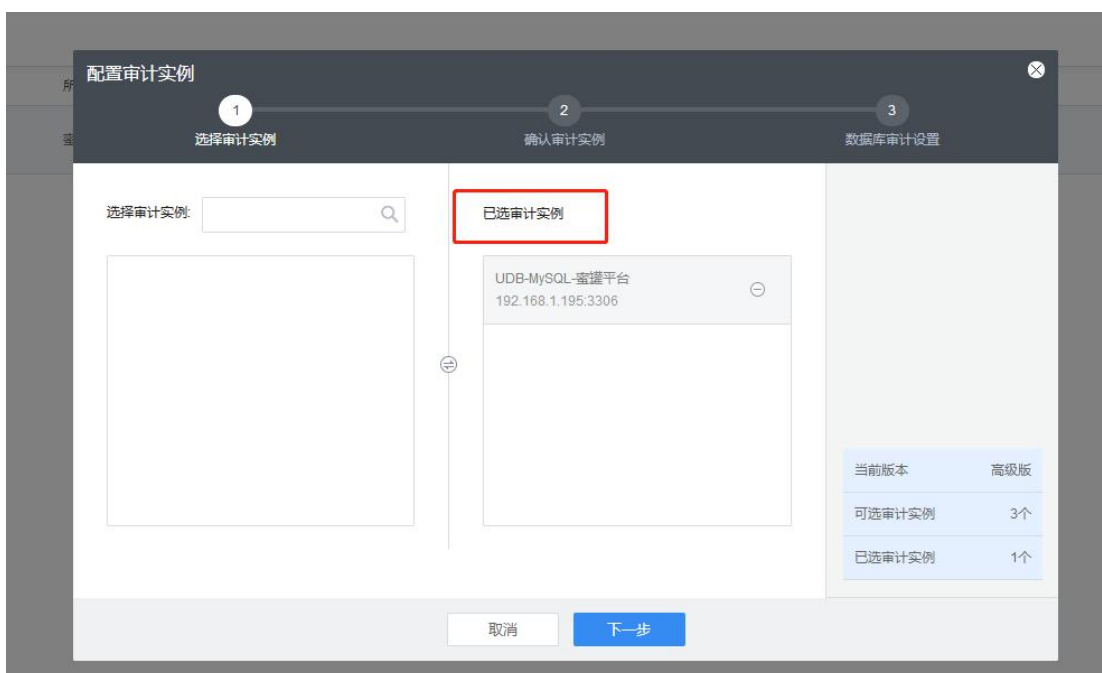 配置审计实例
所
1
2
3
选择审计实例
确认审计实例
数据库审计设置
选择审计实例:
已选审计实例
UDB-MySQL-蜜罐平台
192.168.1.195:3306
当前版本 高级版
可选审计实例 3个
已选审计实例 1个
取消
下一步